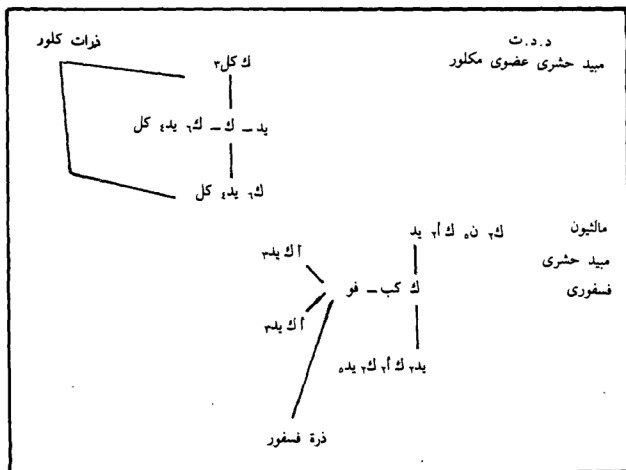 د.د.ت
مبيد حشرى عضوى مكلور
ذرات كلور
ك كل٣
يد – ك – ك٦ يد٤ كل
ك٦ يد٤ كل
مالثيون
مبيد حشرى
فسفورى
ك٢ ن٥ ك أ٢ يد
ك كب – فو
أ ك يد٣
أ ك يد٣
يد٢ ك أ٢ ك٢ يد٥
ذرة فسفور